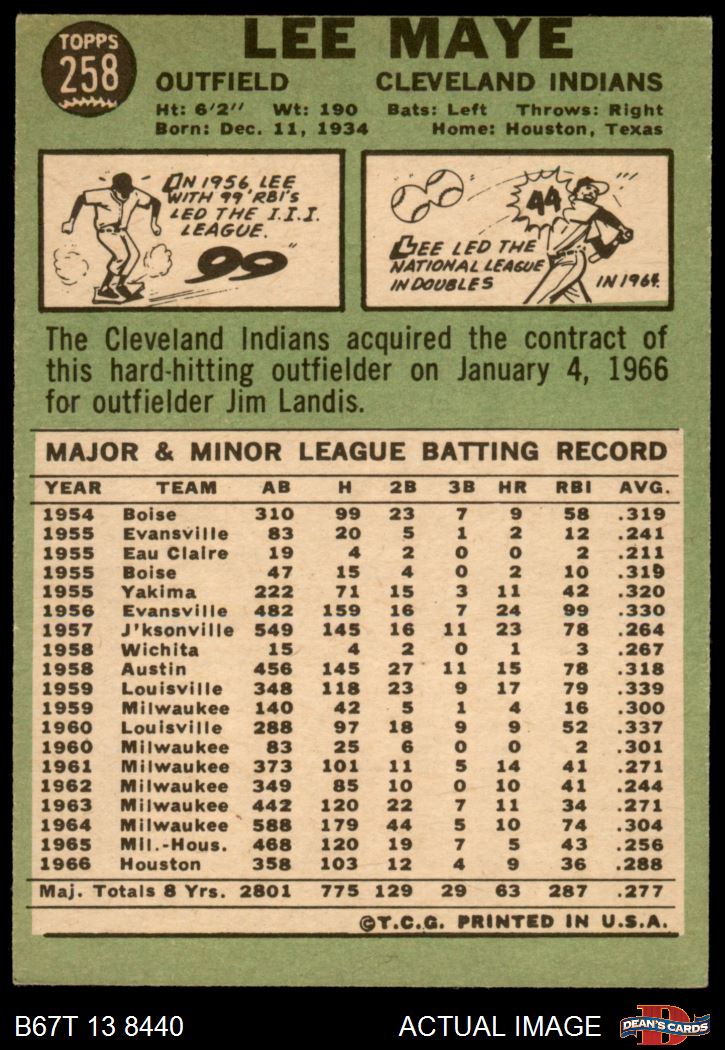 TOPPS
258
LEE MAYE
OUTFIELD CLEVELAND INDIANS
Ht: 6'2" Wt: 190 Bats: Left Throws: Right
Born: Dec. 11, 1934 Home: Houston, Texas
IN 1956, LEE
WITH 99 RBI'S
LED THE I.I.I.
LEAGUE.
99
44
LEE LED THE
NATIONAL LEAGUE
IN DOUBLES IN 1964.
The Cleveland Indians acquired the contract of
this hard-hitting outfielder on January 4, 1966
for outfielder Jim Landis.
MAJOR & MINOR LEAGUE BATTING RECORD
YEAR TEAM AB H 2B 3B HR RBI AVG.
1954 Boise 310 99 23 7 9 58 .319
1955 Evansville 83 20 5 1 2 12 .241
1955 Eau Claire 19 4 2 0 0 2 .211
1955 Boise 47 15 4 0 2 10 .319
1955 Yakima 222 71 15 3 11 42 .320
1956 Evansville 482 159 16 7 24 99 .330
1957 J'ksonville 549 145 16 11 23 78 .264
1958 Wichita 15 4 2 0 1 3 .267
1958 Austin 456 145 27 11 15 78 .318
1959 Louisville 348 118 23 9 17 79 .339
1959 Milwaukee 140 42 5 1 4 16 .300
1960 Louisville 288 97 18 9 9 52 .337
1960 Milwaukee 83 25 6 0 0 2 .301
1961 Milwaukee 373 101 11 5 14 41 .271
1962 Milwaukee 349 85 10 0 10 41 .244
1963 Milwaukee 442 120 22 7 11 34 .271
1964 Milwaukee 588 179 44 5 10 74 .304
1965 Mil.-Hous. 468 120 19 7 5 43 .256
1966 Houston 358 103 12 4 9 36 .288
Maj. Totals 8 Yrs. 2801 775 129 29 63 287 .277
©T.C.G. PRINTED IN U.S.A.
B67T 13 8440 ACTUAL IMAGE D DEAN'S CARDS